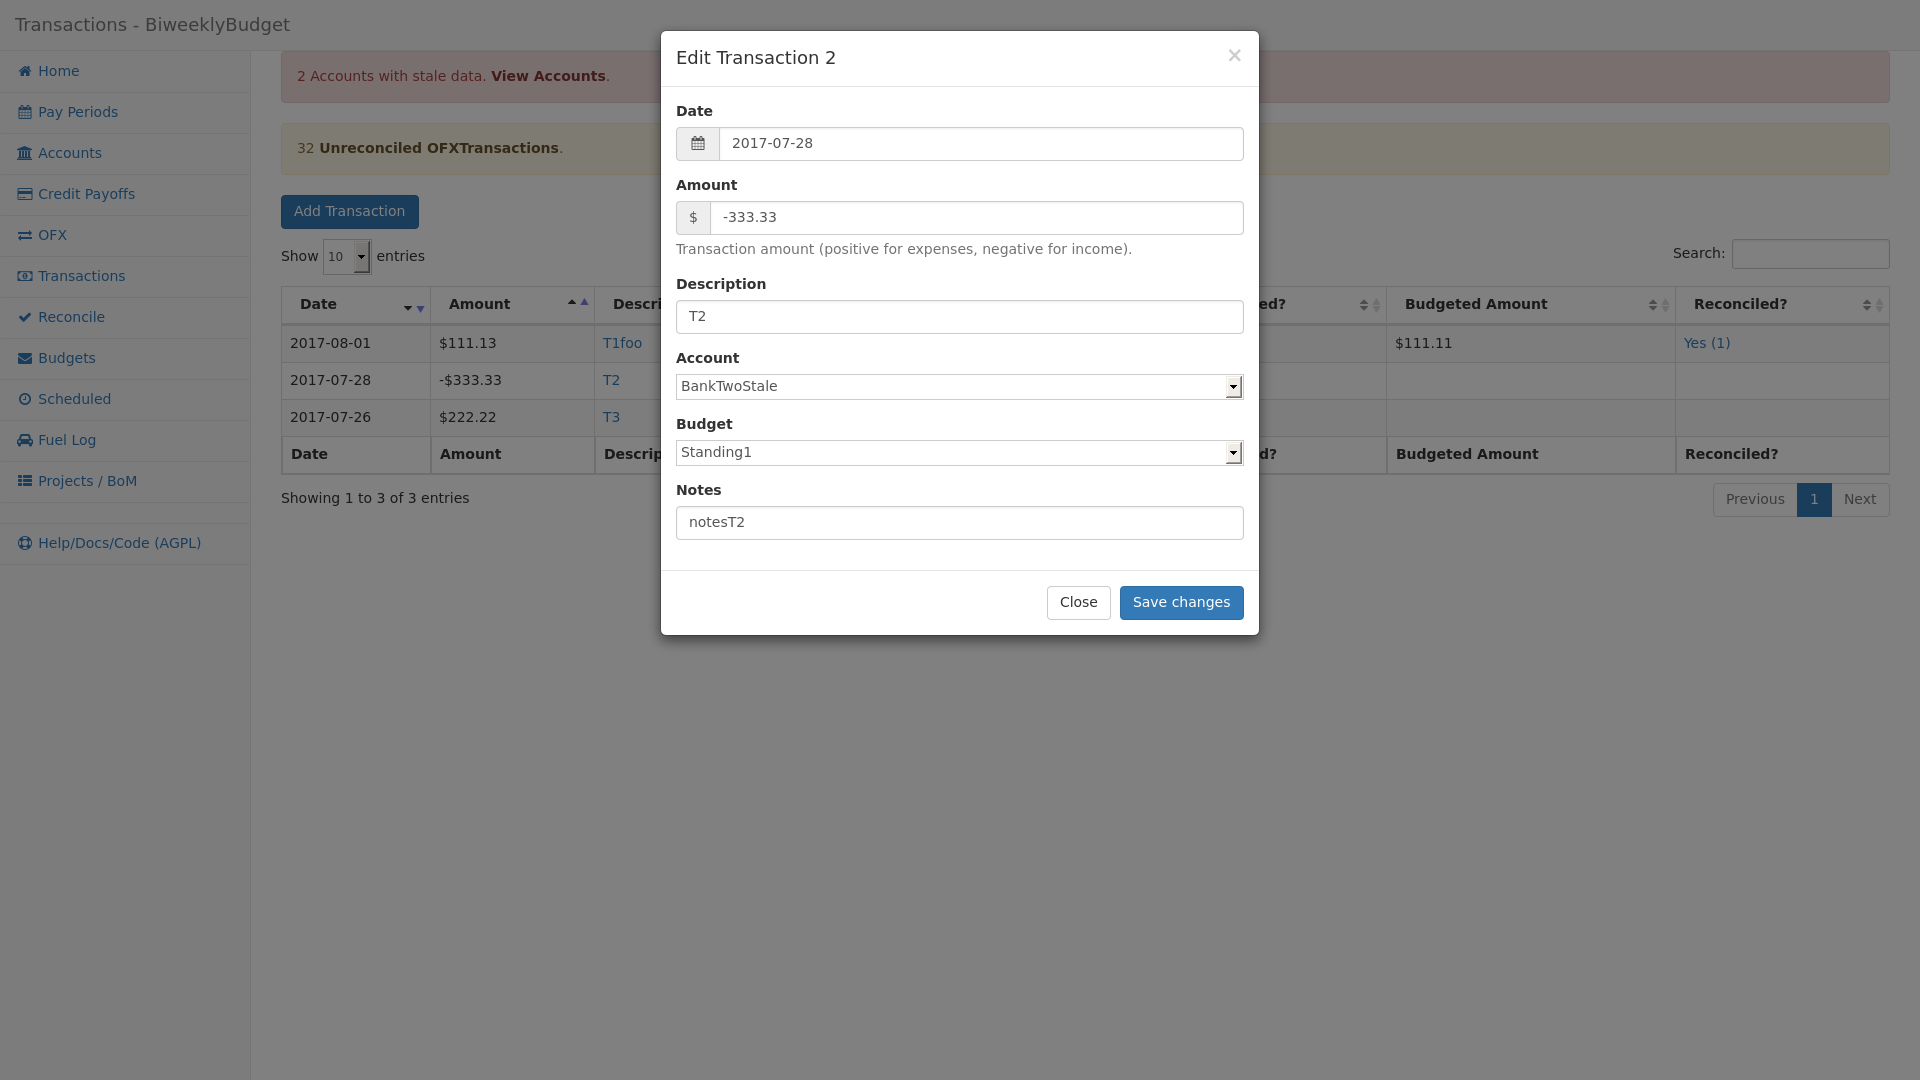 Transactions - BiweeklyBudget
Home
Pay Periods
Accounts
Credit Payoffs
OFX
Transactions
Reconcile
Budgets
Scheduled
Fuel Log
Projects / BoM
Help/Docs/Code (AGPL)
2 Accounts with stale data. View Accounts.
32 Unreconciled OFXTransactions.
Add Transaction
Show 10 entries
Search:
Date Amount Descri ed? Budgeted Amount Reconciled?
2017-08-01 $111.13 T1foo $111.11 Yes (1)
2017-07-28 -$333.33 T2
2017-07-26 $222.22 T3
Date Amount Descrip d? Budgeted Amount Reconciled?
Showing 1 to 3 of 3 entries
Previous 1 Next
Edit Transaction 2 ×
Date
2017-07-28
Amount
$ -333.33
Transaction amount (positive for expenses, negative for income).
Description
T2
Account
BankTwoStale
Budget
Standing1
Notes
notesT2
Close Save changes